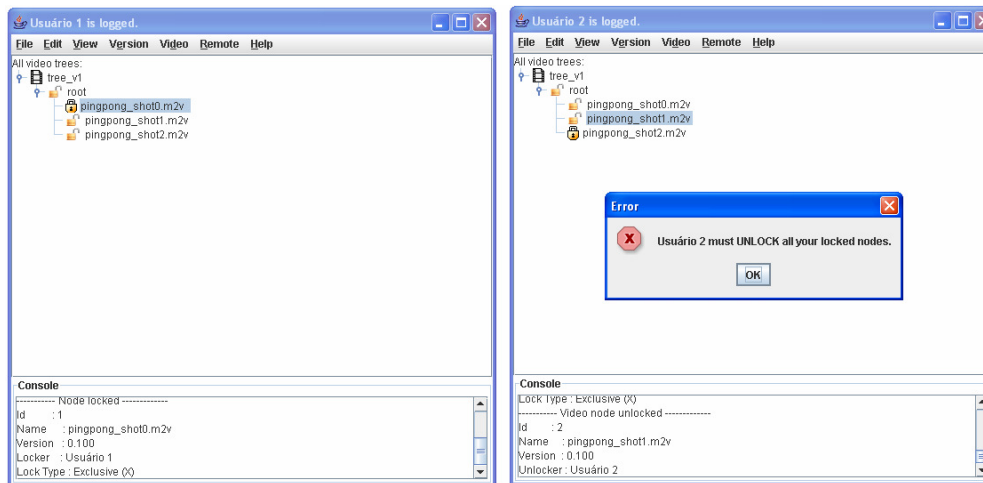 Usuário 1 is logged.
File Edit View Version Video Remote Help
All video trees:
tree_v1
root
pingpong_shot0.m2v
pingpong_shot1.m2v
pingpong_shot2.m2v
Console
---------- Node locked -------------
Id : 1
Name : pingpong_shot0.m2v
Version : 0.100
Locker : Usuário 1
Lock Type : Exclusive (X)
Usuário 2 is logged.
File Edit View Version Video Remote Help
All video trees:
tree_v1
root
pingpong_shot0.m2v
pingpong_shot1.m2v
pingpong_shot2.m2v
Error
Usuário 2 must UNLOCK all your locked nodes.
OK
Console
Lock Type : Exclusive (X)
---------- Video node unlocked -------------
Id : 2
Name : pingpong_shot1.m2v
Version : 0.100
Unlocker : Usuário 2